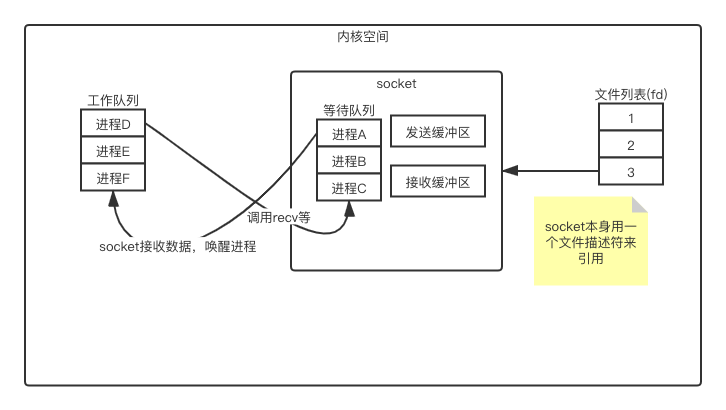 内核空间
socket
工作队列
进程D
进程E
进程F
等待队列
进程A
进程B
进程C
发送缓冲区
接收缓冲区
文件列表(fd)
1
2
3
调用recv等
socket接收数据，唤醒进程
socket本身用一
个文件描述符来
引用